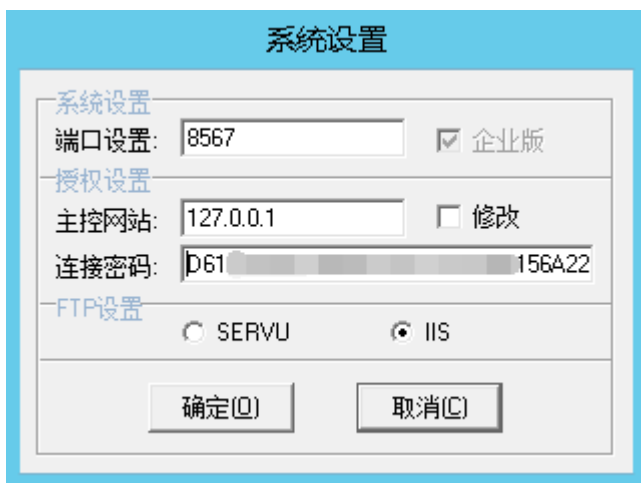 系统设置
系统设置
端口设置: 8567 企业版
授权设置
主控网站: 127.0.0.1 修改
连接密码: D61 156A22
FTP设置
SERVU IIS
确定(O) 取消(C)